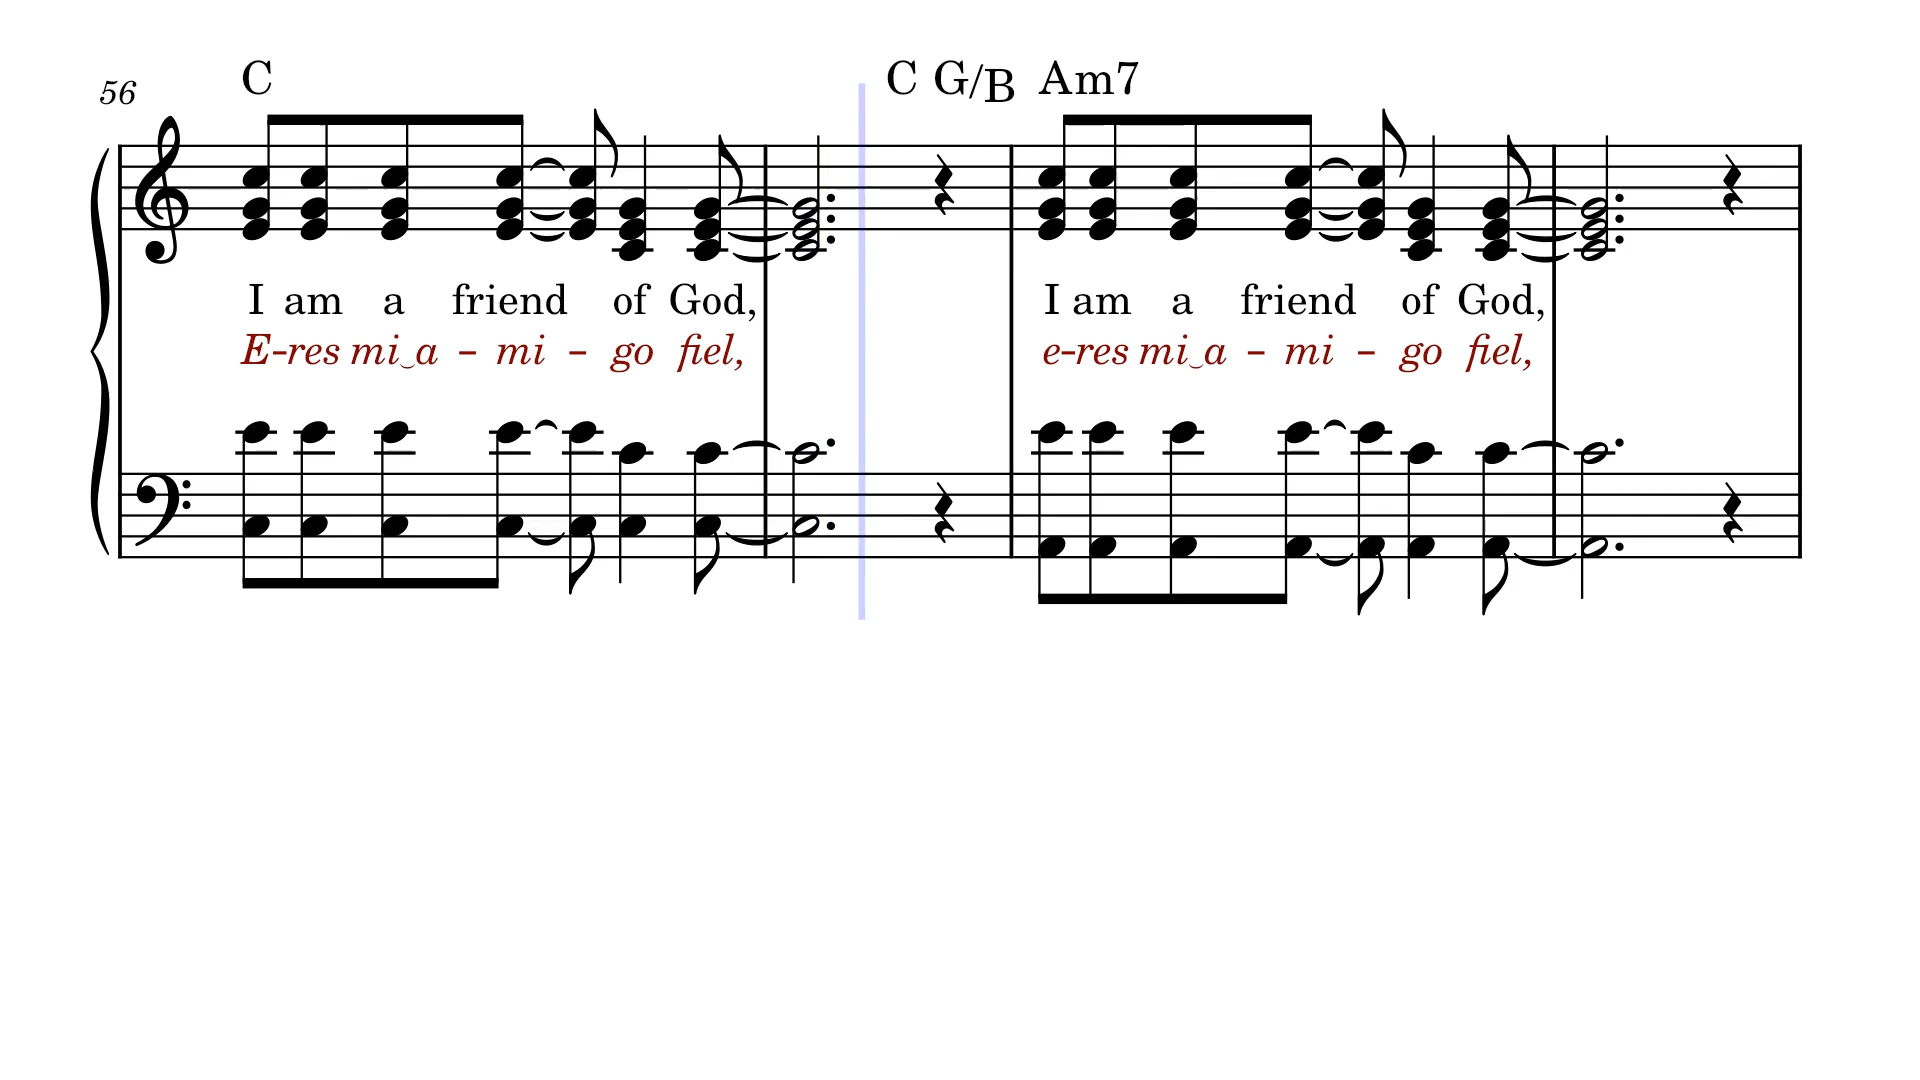 C C G/B Am7
56
I am a friend of God, I am a friend of God,
E-res mi‿a - mi - go fiel, e-res mi‿a - mi - go fiel,